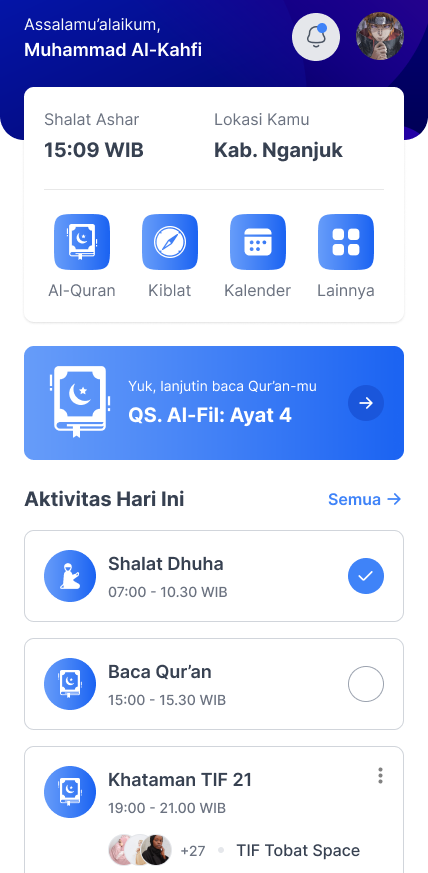 Assalamu’alaikum,
Muhammad Al-Kahfi
Shalat Ashar
Lokasi Kamu
15:09 WIB
Kab. Nganjuk
Al-Quran
Kiblat
Kalender
Lainnya
Yuk, lanjutin baca Qur’an-mu
QS. Al-Fil: Ayat 4
Aktivitas Hari Ini
Semua
Shalat Dhuha
07:00 - 10.30 WIB
Baca Qur’an
15:00 - 15.30 WIB
Khataman TIF 21
19:00 - 21.00 WIB
+27
TIF Tobat Space